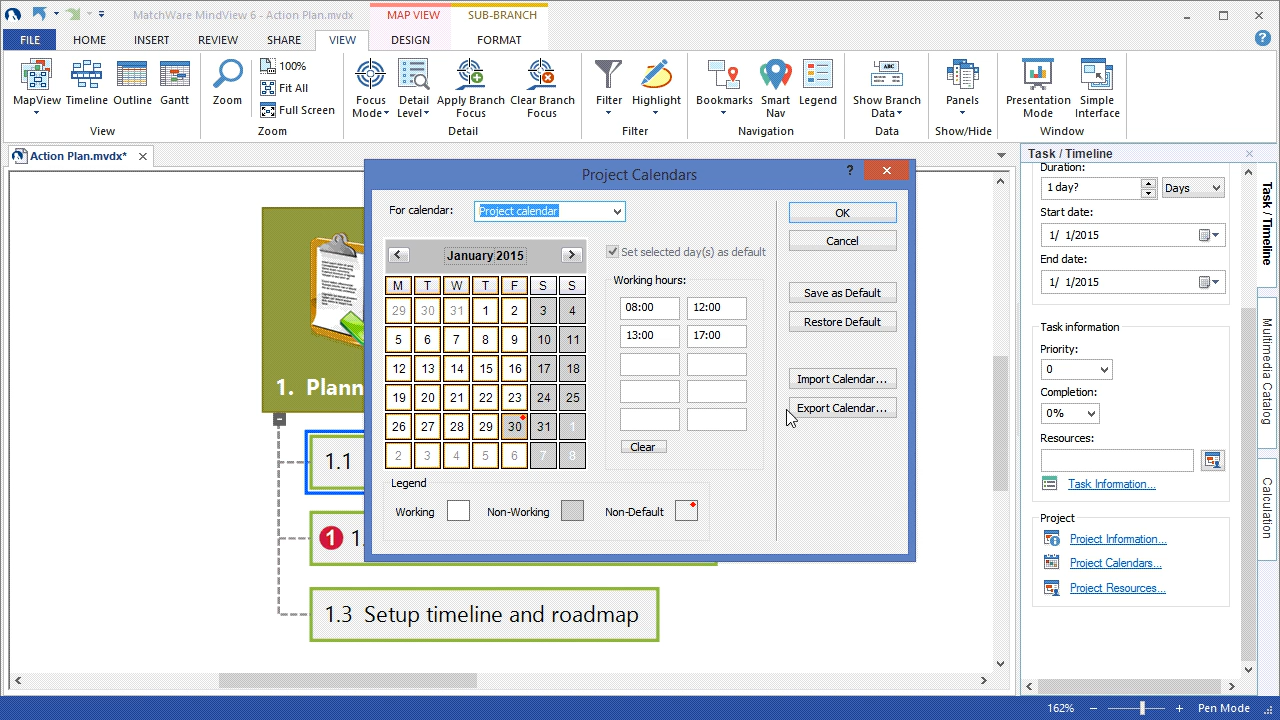 MatchWare MindView 6 - Action Plan.mvdx
MAP VIEW
SUB-BRANCH
FILE
HOME
INSERT
REVIEW
SHARE
VIEW
DESIGN
FORMAT
?
MapView
Timeline
Outline
Gantt
View
Zoom
100%
Fit All
Full Screen
Zoom
Focus Mode
Detail Level
Apply Branch Focus
Clear Branch Focus
Detail
Filter
Highlight
Filter
Bookmarks
Smart Nav
Legend
Navigation
ABC
Show Branch Data
Data
Panels
Show/Hide
Presentation Mode
Simple Interface
Window
Action Plan.mvdx*
1. Plann
1.1
1
1
1.3 Setup timeline and roadmap
Project Calendars
?
For calendar:
Project calendar
January 2015
M T W T F S S
29 30 31 1 2 3 4
5 6 7 8 9 10 11
12 13 14 15 16 17 18
19 20 21 22 23 24 25
26 27 28 29 30 31 1
2 3 4 5 6 7 8
Set selected day(s) as default
Working hours:
08:00 12:00
13:00 17:00
Clear
Legend
Working
Non-Working
Non-Default
OK
Cancel
Save as Default
Restore Default
Import Calendar...
Export Calendar...
Task / Timeline
Duration:
1 day?
Days
Start date:
1/ 1/2015
End date:
1/ 1/2015
Task information
Priority:
0
Completion:
0%
Resources:
Task Information...
Project
Project Information...
Project Calendars...
Project Resources...
Task / Timeline
Multimedia Catalog
Calculation
162%
Pen Mode